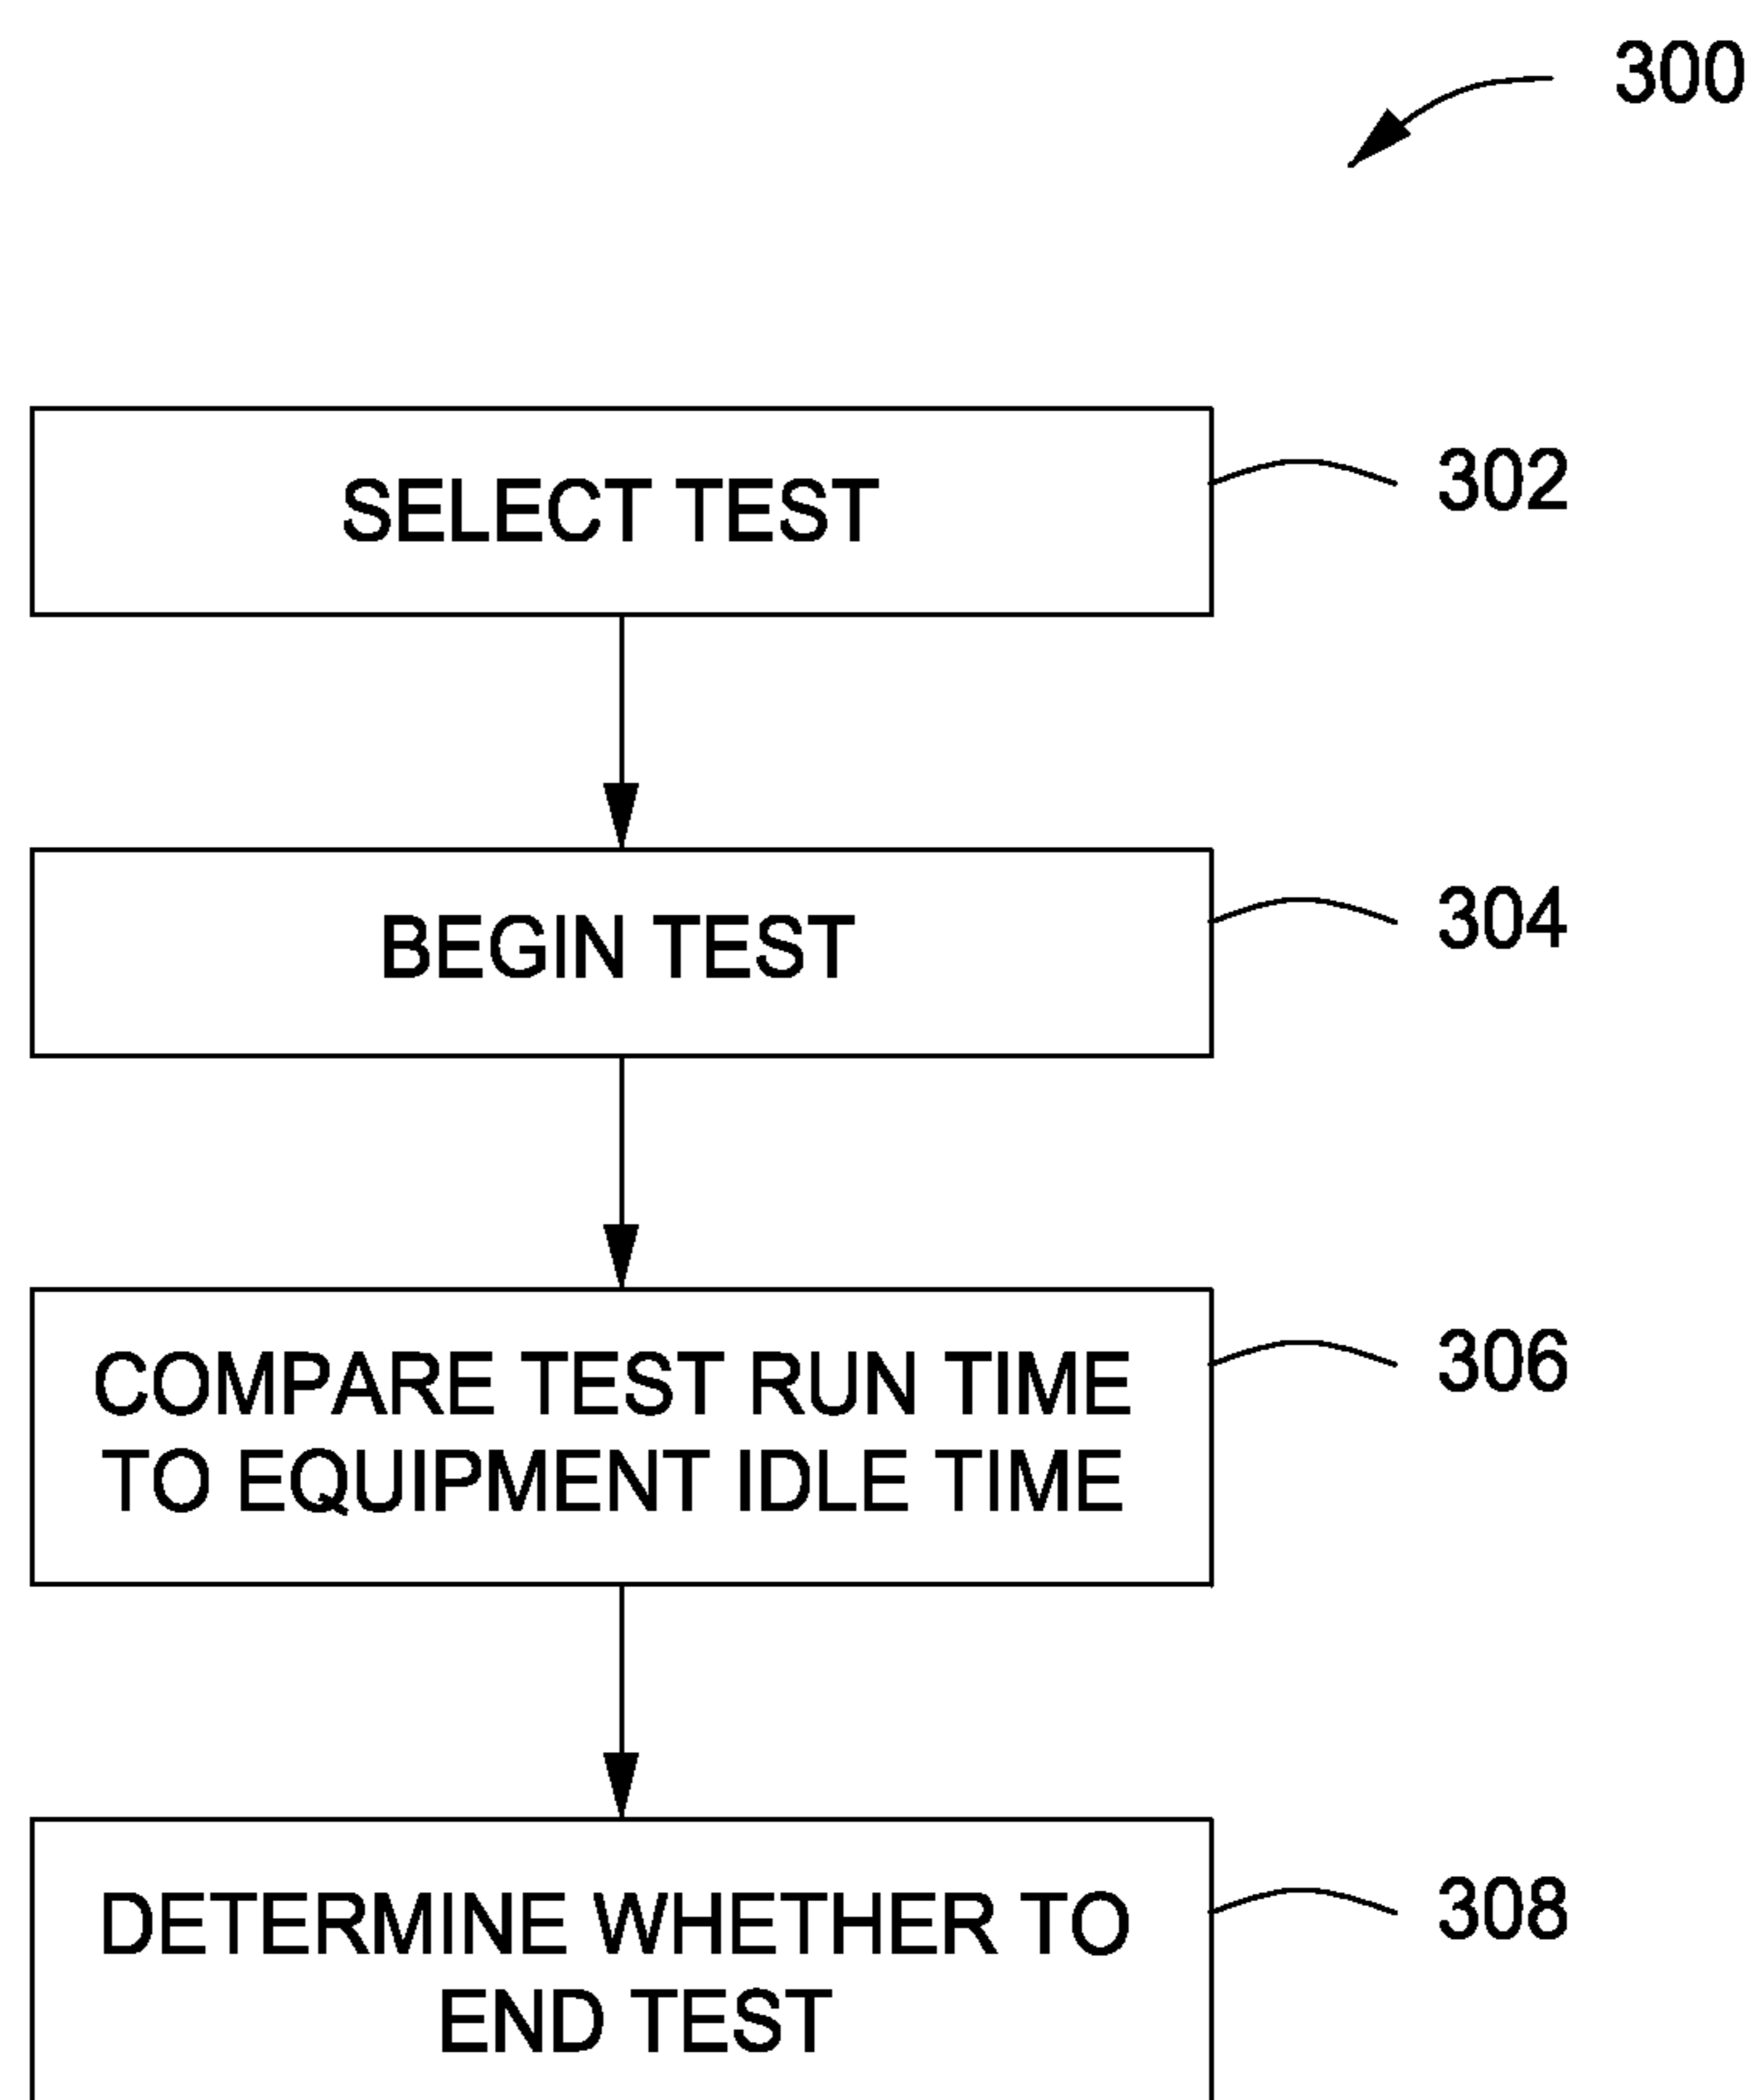 300
SELECT TEST
302
BEGIN TEST
304
COMPARE TEST RUN TIME
TO EQUIPMENT IDLE TIME
306
DETERMINE WHETHER TO
END TEST
308